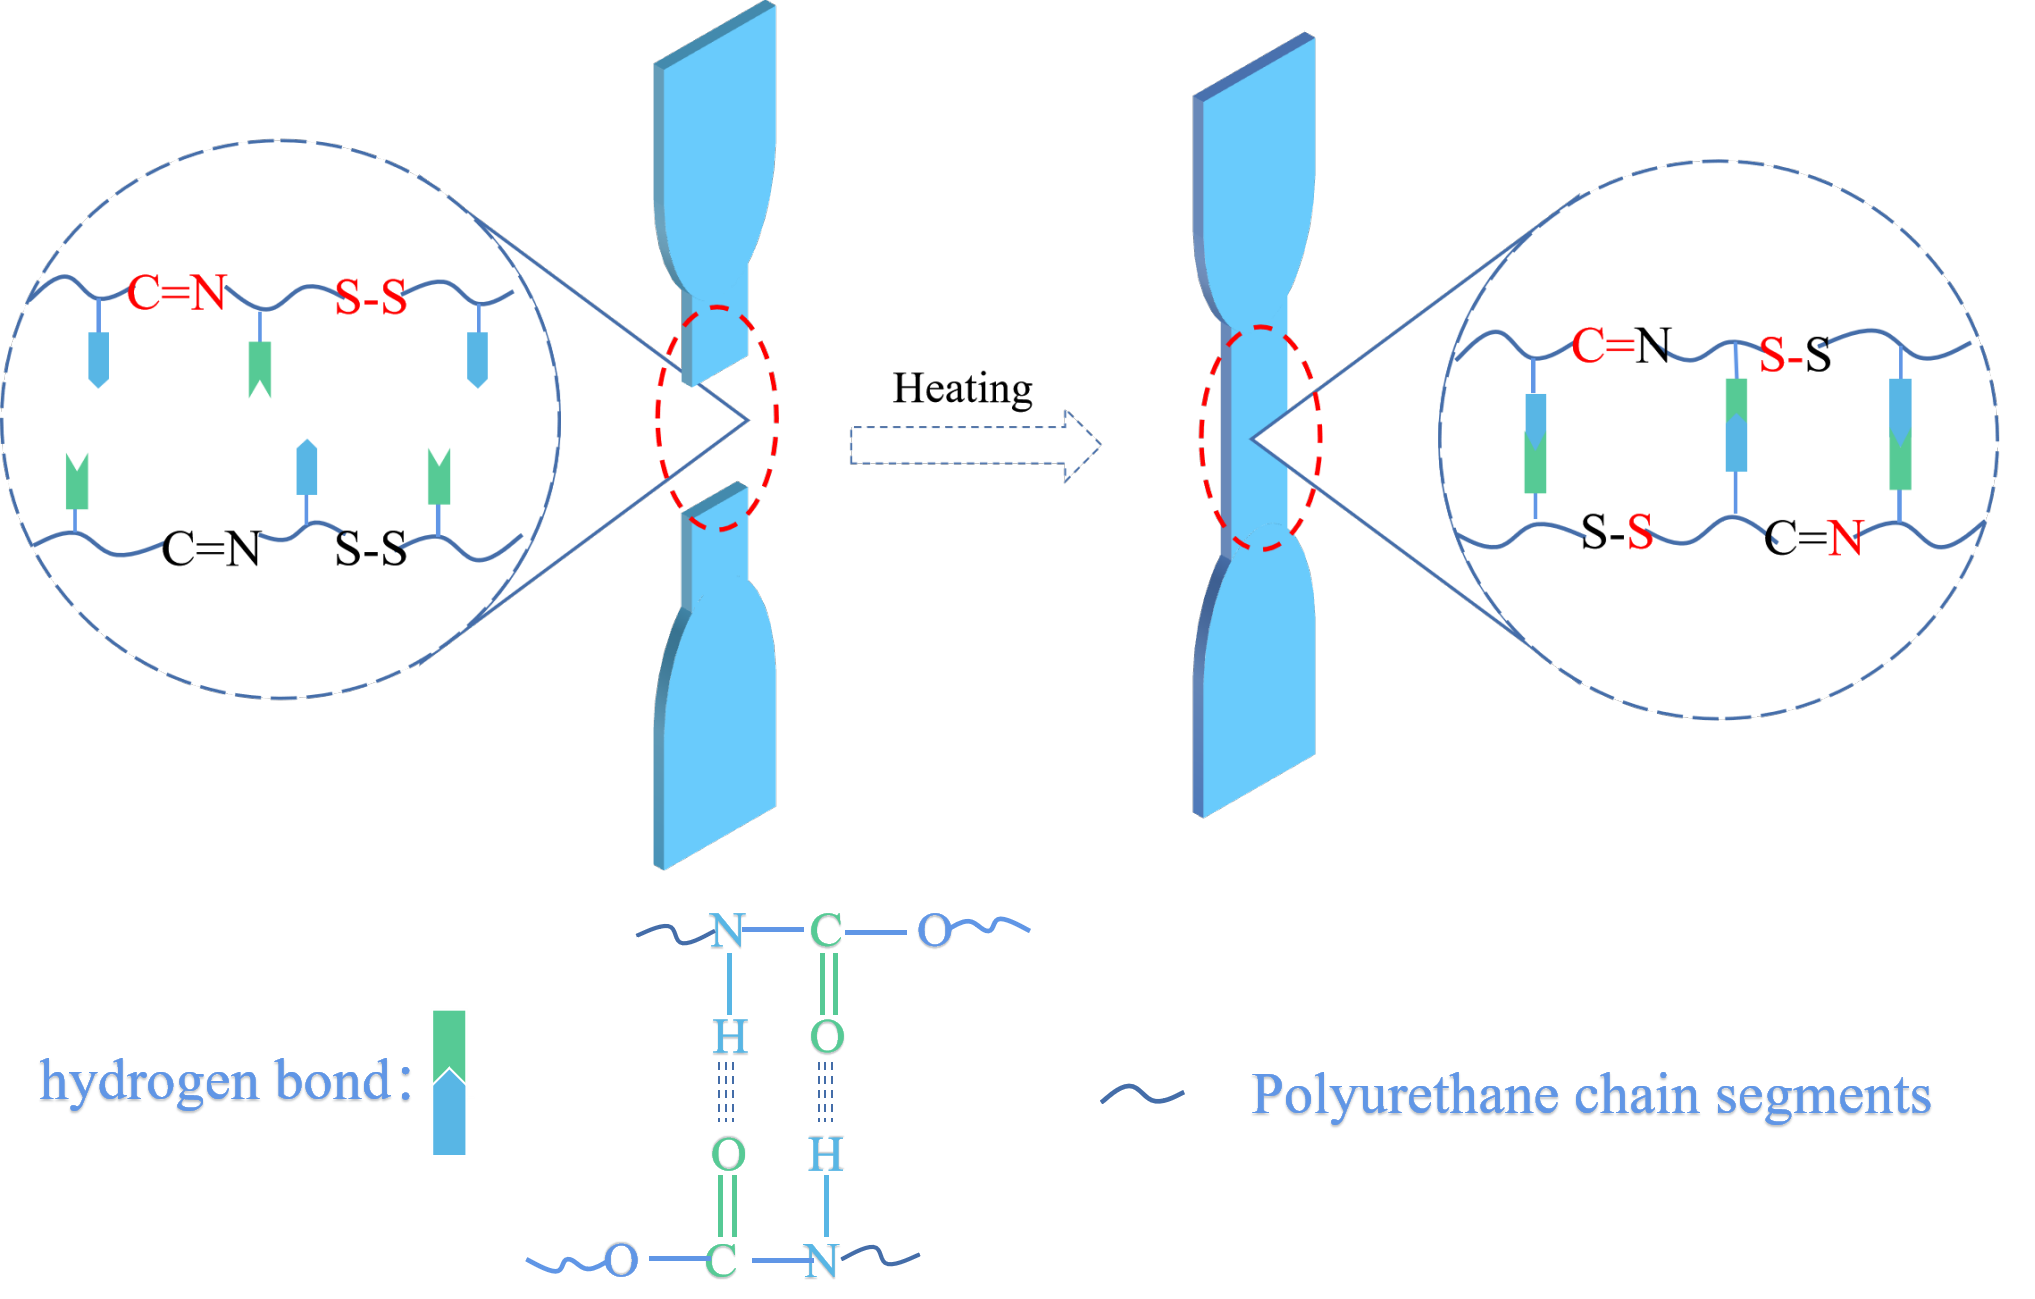 C=N S-S
C=N S-S
Heating
C=N S-S
S-S C=N
N C O
H O
hydrogen bond:
Polyurethane chain segments
O H
O C N